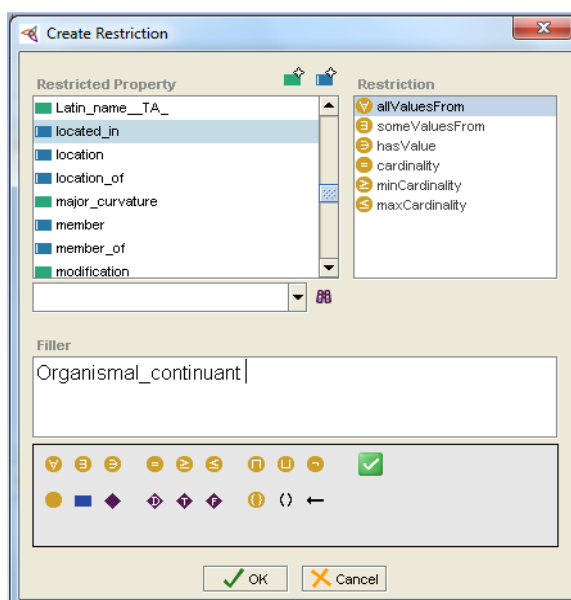 Create Restriction
Restricted Property
Latin_name__TA_
located_in
location
location_of
major_curvature
member
member_of
modification
Restriction
allValuesFrom
someValuesFrom
hasValue
cardinality
minCardinality
maxCardinality
Filler
Organismal_continuant
OK
Cancel